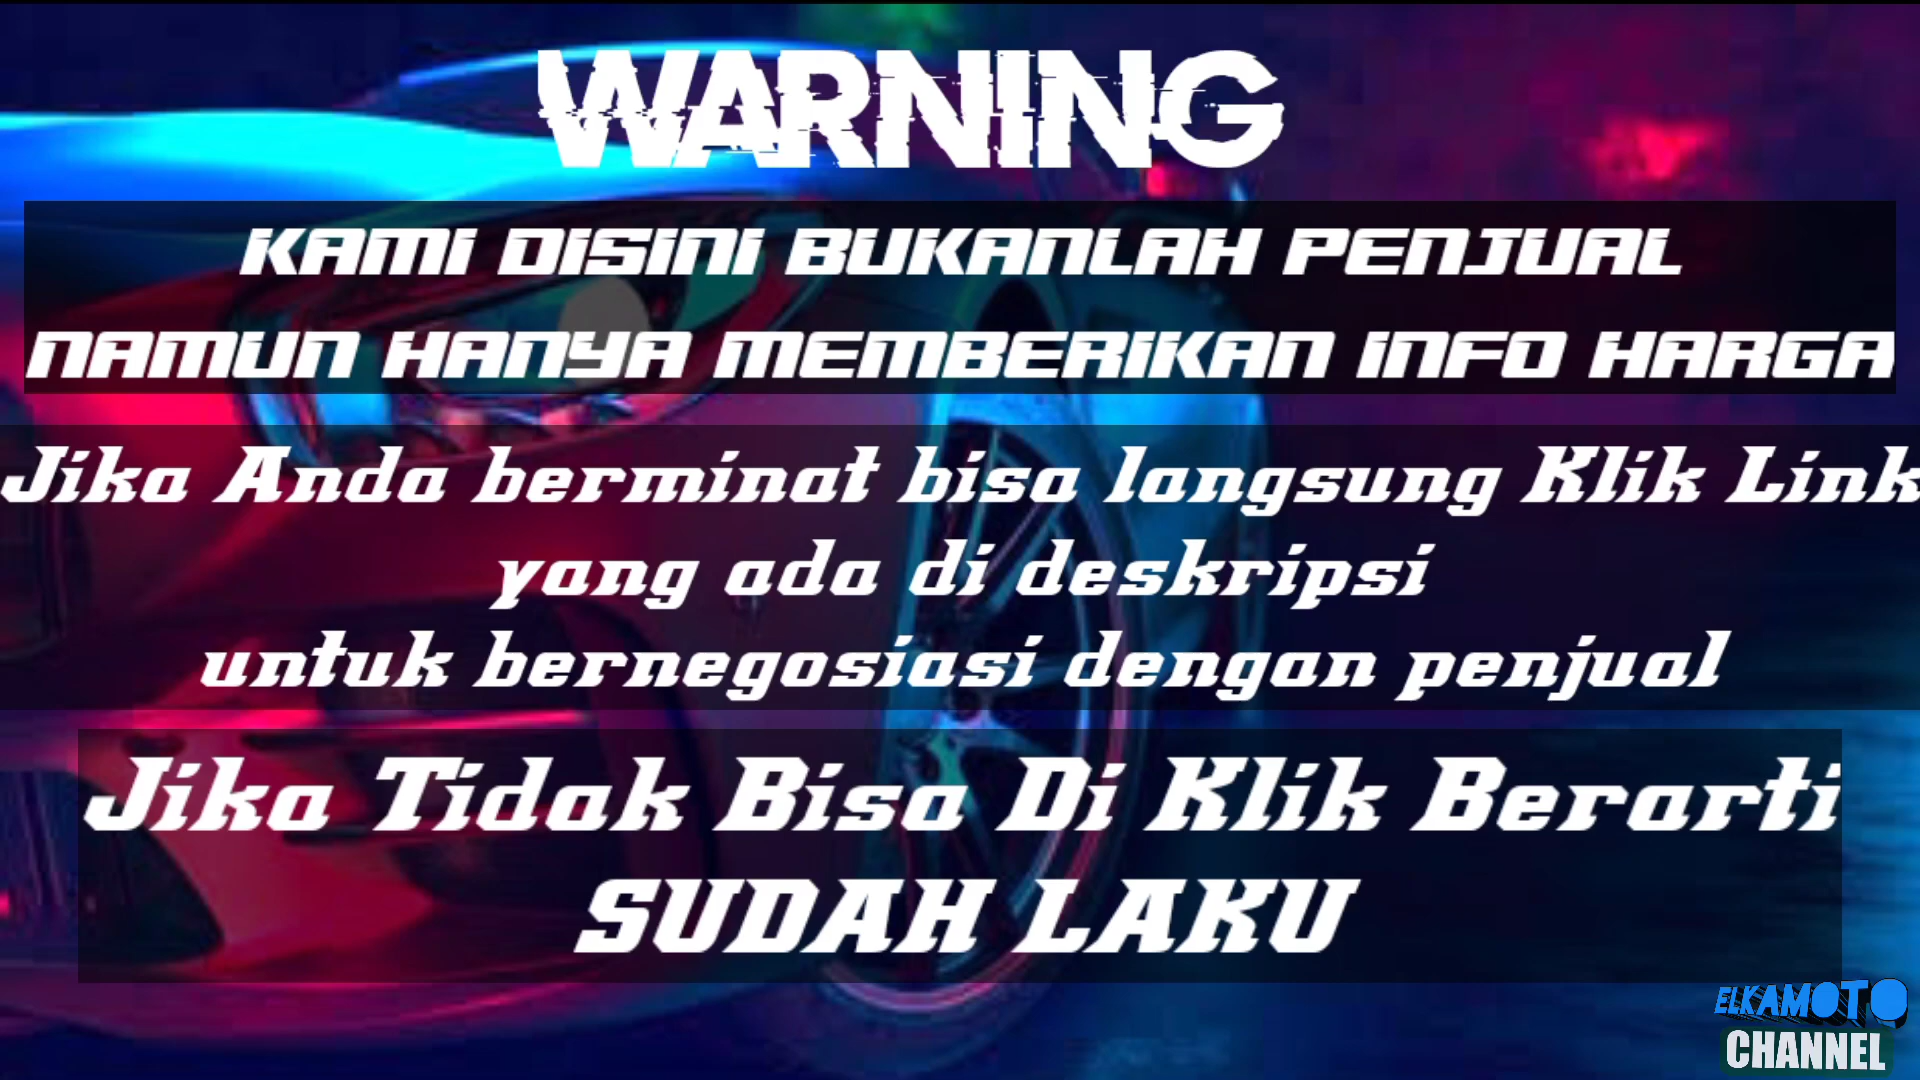 WARNING
KAMI DISINI BUKANLAH PENJUAL
NAMUN HANYA MEMBERIKAN INFO HARGA
Jika Anda berminat bisa langsung Klik Link
yang ada di deskripsi
untuk bernegosiasi dengan penjual
Jika Tidak Bisa Di Klik Berarti
SUDAH LAKU
ELKAMOTO
CHANNEL